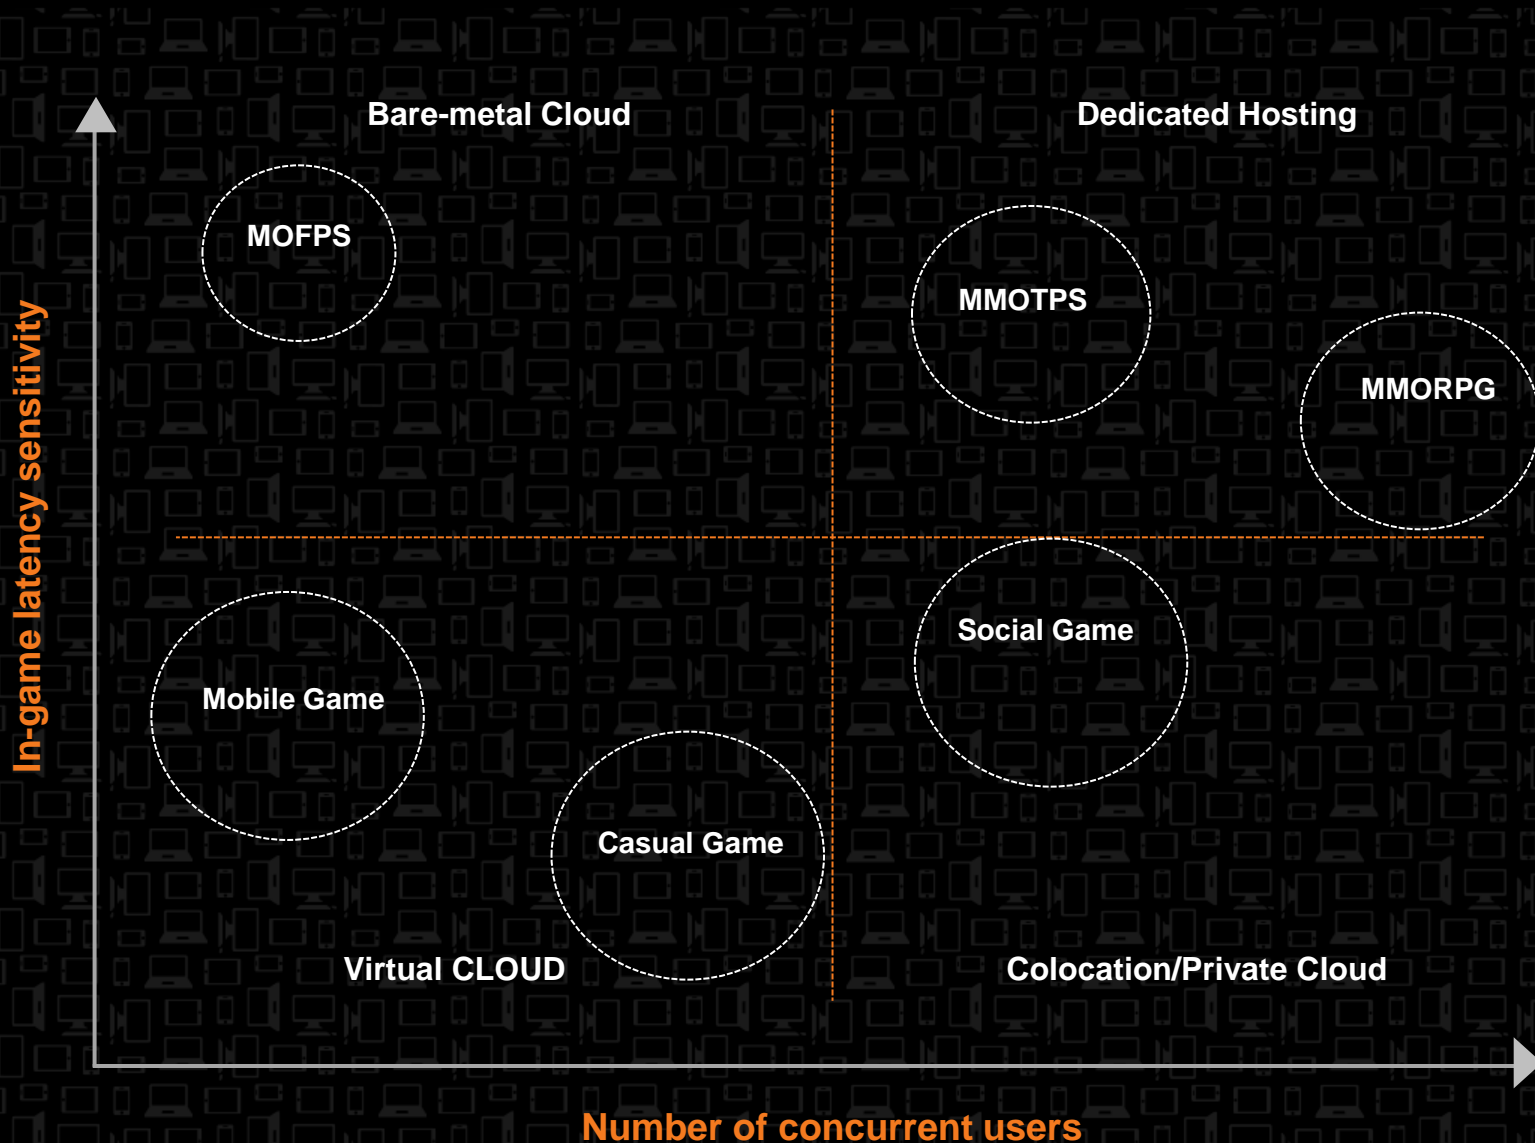 Bare-metal Cloud
Dedicated Hosting
MOFPS
MMOTPS
MMORPG
In-game latency sensitivity
Social Game
Mobile Game
Casual Game
Virtual CLOUD
Colocation/Private Cloud
Number of concurrent users